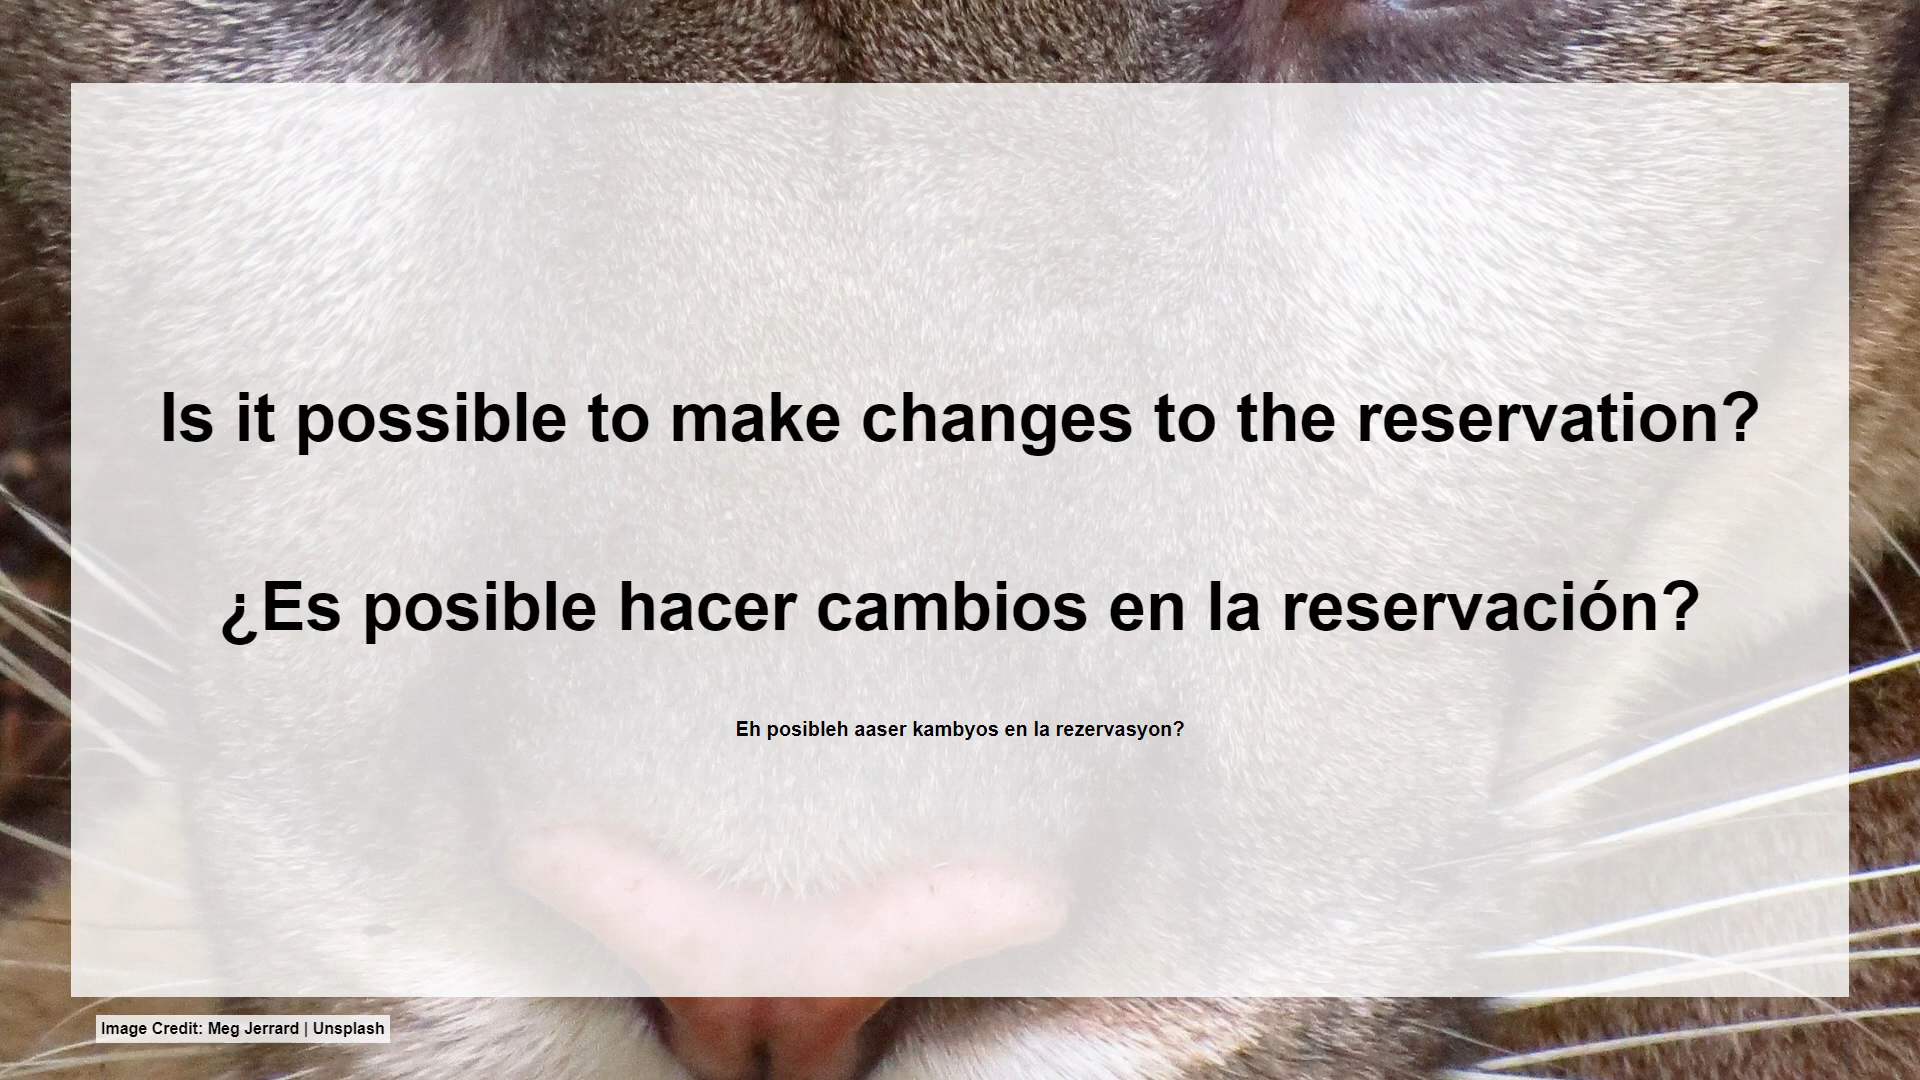 Is it possible to make changes to the reservation?
¿Es posible hacer cambios en la reservación?
Eh posibleh aaser kambyos en la rezervasyon?
Image Credit: Meg Jerrard | Unsplash